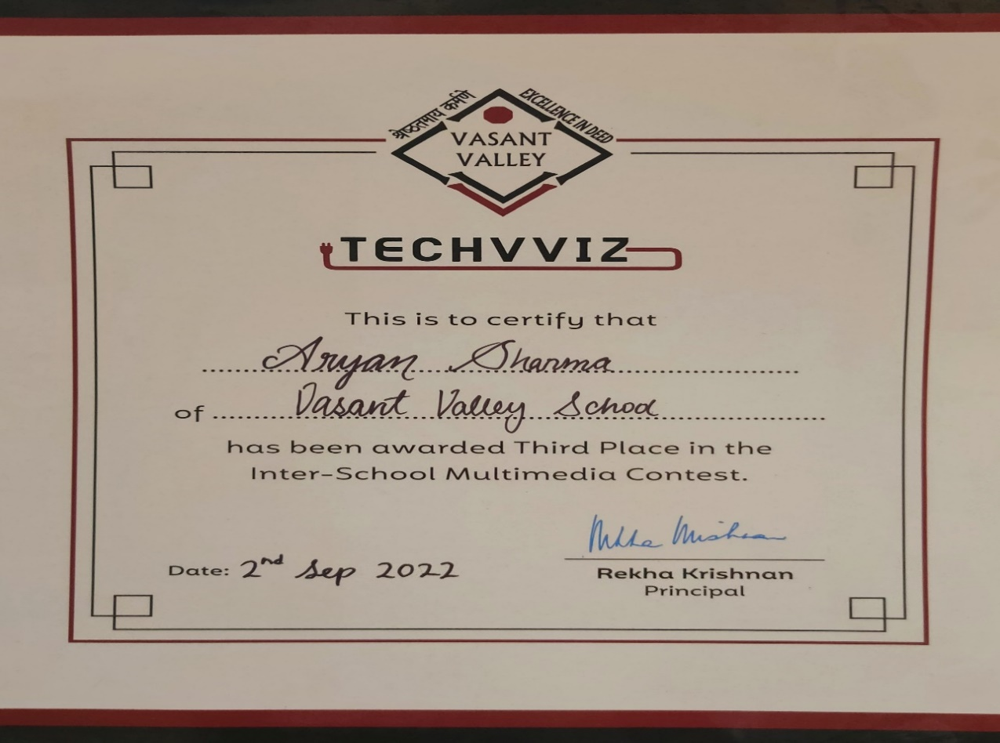 श्रेष्ठतमाय कर्मणे
EXCELLENCE IN DEED
VASANT
VALLEY
TECHVVIZ
This is to certify that
Aryan Sharma
of Vasant Valley School
has been awarded Third Place in the
Inter-School Multimedia Contest.
Rekha Krishnan
Date: 2nd Sep 2022
Rekha Krishnan
Principal